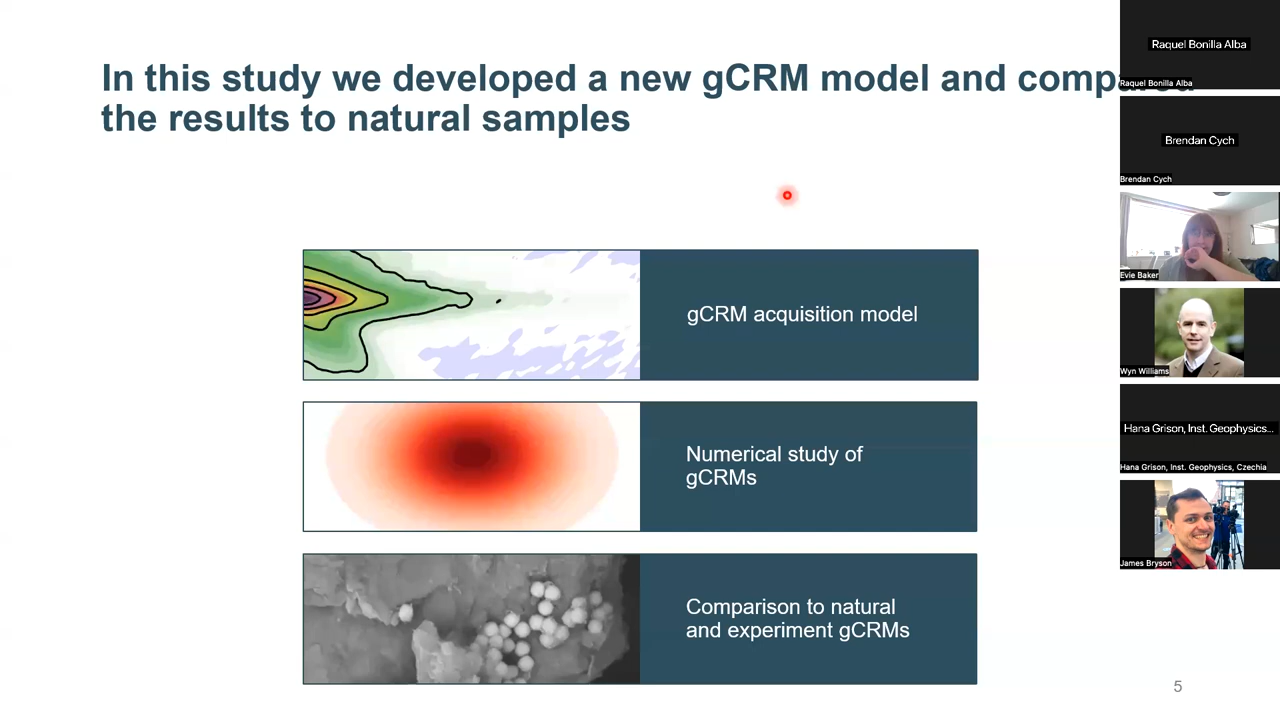 In this study we developed a new gCRM model and compared
the results to natural samples
gCRM acquisition model
Numerical study of
gCRMs
Comparison to natural
and experiment gCRMs
5
Raquel Bonilla Alba
Raquel Bonilla Alba
Brendan Cych
Brendan Cych
Evie Baker
Wyn Williams
Hana Grison, Inst. Geophysics...
Hana Grison, Inst. Geophysics, Czechia
James Bryson